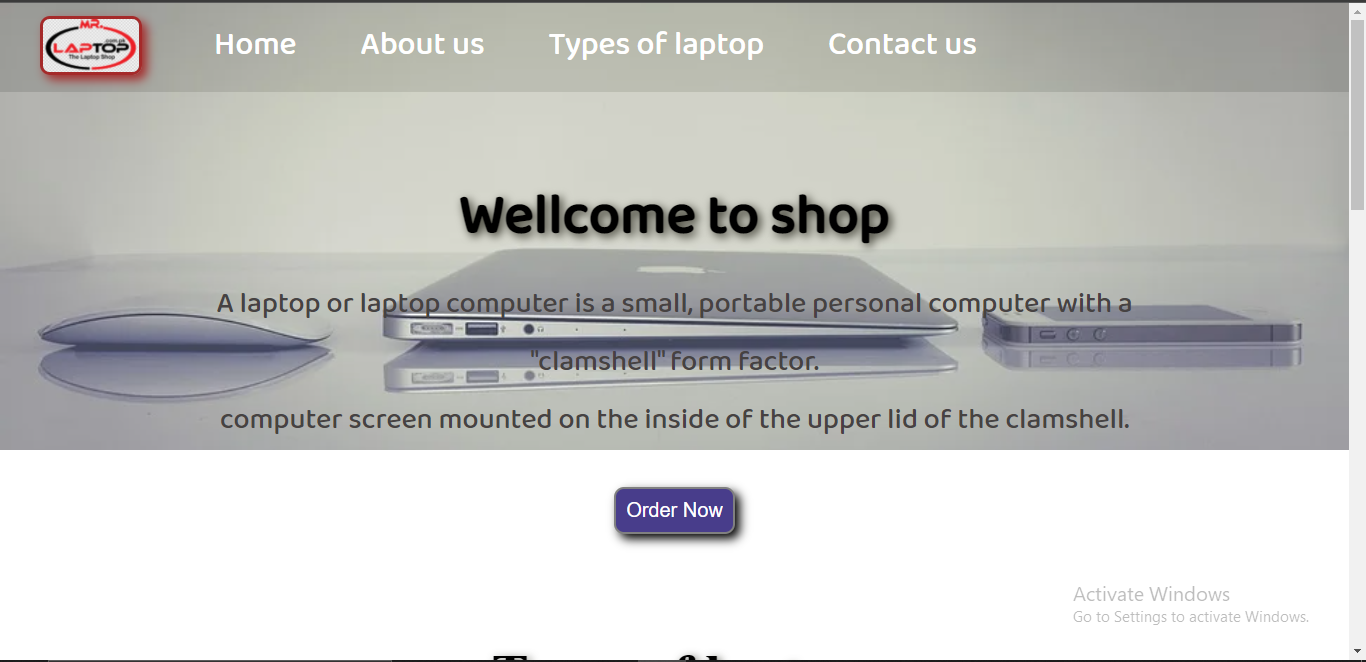 MR.
LAPTOP
.com.pk
The Laptop Shop
Home About us Types of laptop Contact us
Wellcome to shop
A laptop or laptop computer is a small, portable personal computer with a
"clamshell" form factor.
computer screen mounted on the inside of the upper lid of the clamshell.
Order Now
Activate Windows
Go to Settings to activate Windows.